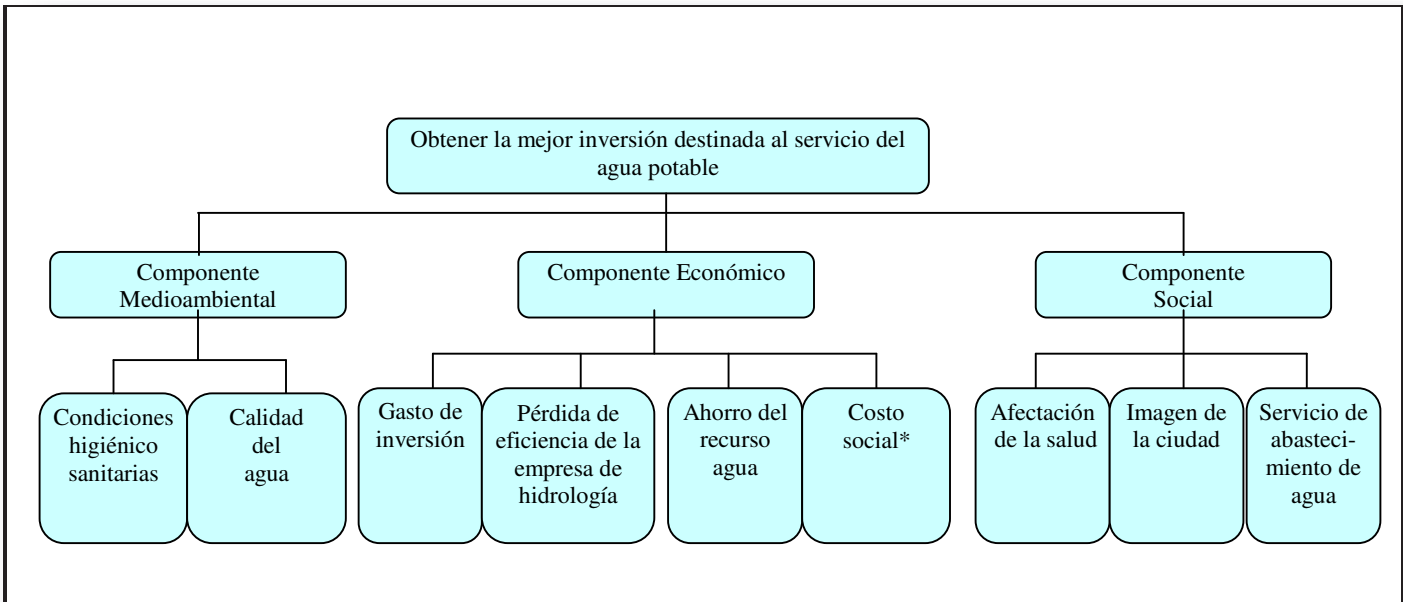 Obtener la mejor inversión destinada al servicio del
agua potable
Componente
Medioambiental
Componente Económico
Componente
Social
Condiciones
higiénico
sanitarias
Calidad
del
agua
Gasto de
inversión
Pérdida de
eficiencia de la
empresa de
hidrología
Ahorro del
recurso
agua
Costo
social*
Afectación
de la salud
Imagen de
la ciudad
Servicio de
abasteci-
miento de
agua